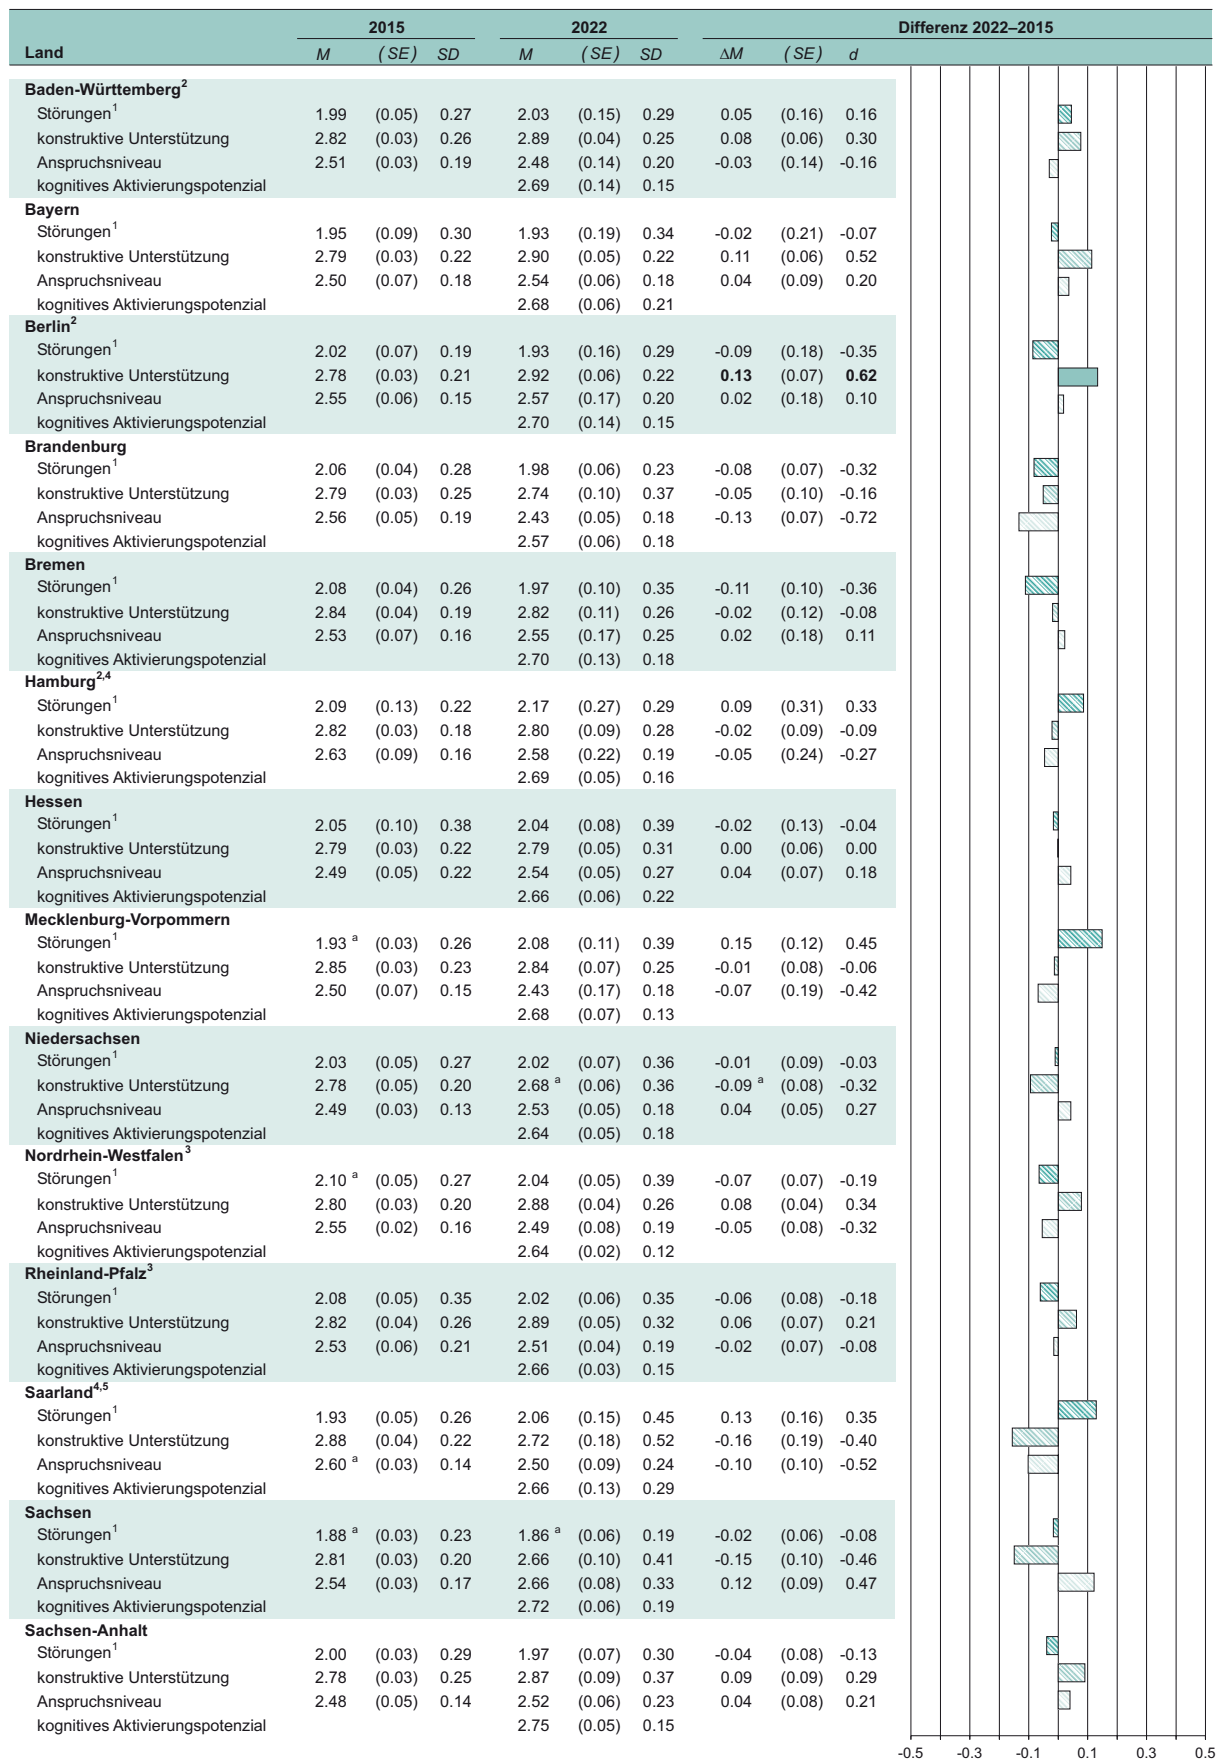 2015 2022 Differenz 2022–2015
Land M (SE) SD M (SE) SD ΔM (SE) d
Baden-Württemberg²
Störungen¹ 1.99 (0.05) 0.27 2.03 (0.15) 0.29 0.05 (0.16) 0.16
konstruktive Unterstützung 2.82 (0.03) 0.26 2.89 (0.04) 0.25 0.08 (0.06) 0.30
Anspruchsniveau 2.51 (0.03) 0.19 2.48 (0.14) 0.20 -0.03 (0.14) -0.16
kognitives Aktivierungspotenzial 2.69 (0.14) 0.15
Bayern
Störungen¹ 1.95 (0.09) 0.30 1.93 (0.19) 0.34 -0.02 (0.21) -0.07
konstruktive Unterstützung 2.79 (0.03) 0.22 2.90 (0.05) 0.22 0.11 (0.06) 0.52
Anspruchsniveau 2.50 (0.07) 0.18 2.54 (0.06) 0.18 0.04 (0.09) 0.20
kognitives Aktivierungspotenzial 2.68 (0.06) 0.21
Berlin²
Störungen¹ 2.02 (0.07) 0.19 1.93 (0.16) 0.29 -0.09 (0.18) -0.35
konstruktive Unterstützung 2.78 (0.03) 0.21 2.92 (0.06) 0.22 0.13 (0.07) 0.62
Anspruchsniveau 2.55 (0.06) 0.15 2.57 (0.17) 0.20 0.02 (0.18) 0.10
kognitives Aktivierungspotenzial 2.70 (0.14) 0.15
Brandenburg
Störungen¹ 2.06 (0.04) 0.28 1.98 (0.06) 0.23 -0.08 (0.07) -0.32
konstruktive Unterstützung 2.79 (0.03) 0.25 2.74 (0.10) 0.37 -0.05 (0.10) -0.16
Anspruchsniveau 2.56 (0.05) 0.19 2.43 (0.05) 0.18 -0.13 (0.07) -0.72
kognitives Aktivierungspotenzial 2.57 (0.06) 0.18
Bremen
Störungen¹ 2.08 (0.04) 0.26 1.97 (0.10) 0.35 -0.11 (0.10) -0.36
konstruktive Unterstützung 2.84 (0.04) 0.19 2.82 (0.11) 0.26 -0.02 (0.12) -0.08
Anspruchsniveau 2.53 (0.07) 0.16 2.55 (0.17) 0.25 0.02 (0.18) 0.11
kognitives Aktivierungspotenzial 2.70 (0.13) 0.18
Hamburg²,⁴
Störungen¹ 2.09 (0.13) 0.22 2.17 (0.27) 0.29 0.09 (0.31) 0.33
konstruktive Unterstützung 2.82 (0.03) 0.18 2.80 (0.09) 0.28 -0.02 (0.09) -0.09
Anspruchsniveau 2.63 (0.09) 0.16 2.58 (0.22) 0.19 -0.05 (0.24) -0.27
kognitives Aktivierungspotenzial 2.69 (0.05) 0.16
Hessen
Störungen¹ 2.05 (0.10) 0.38 2.04 (0.08) 0.39 -0.02 (0.13) -0.04
konstruktive Unterstützung 2.79 (0.03) 0.22 2.79 (0.05) 0.31 0.00 (0.06) 0.00
Anspruchsniveau 2.49 (0.05) 0.22 2.54 (0.05) 0.27 0.04 (0.07) 0.18
kognitives Aktivierungspotenzial 2.66 (0.06) 0.22
Mecklenburg-Vorpommern
Störungen¹ 1.93 ᵃ (0.03) 0.26 2.08 (0.11) 0.39 0.15 (0.12) 0.45
konstruktive Unterstützung 2.85 (0.03) 0.23 2.84 (0.07) 0.25 -0.01 (0.08) -0.06
Anspruchsniveau 2.50 (0.07) 0.15 2.43 (0.17) 0.18 -0.07 (0.19) -0.42
kognitives Aktivierungspotenzial 2.68 (0.07) 0.13
Niedersachsen
Störungen¹ 2.03 (0.05) 0.27 2.02 (0.07) 0.36 -0.01 (0.09) -0.03
konstruktive Unterstützung 2.78 (0.05) 0.20 2.68 ᵃ (0.06) 0.36 -0.09 ᵃ (0.08) -0.32
Anspruchsniveau 2.49 (0.03) 0.13 2.53 (0.05) 0.18 0.04 (0.05) 0.27
kognitives Aktivierungspotenzial 2.64 (0.05) 0.18
Nordrhein-Westfalen³
Störungen¹ 2.10 ᵃ (0.05) 0.27 2.04 (0.05) 0.39 -0.07 (0.07) -0.19
konstruktive Unterstützung 2.80 (0.03) 0.20 2.88 (0.04) 0.26 0.08 (0.04) 0.34
Anspruchsniveau 2.55 (0.02) 0.16 2.49 (0.08) 0.19 -0.05 (0.08) -0.32
kognitives Aktivierungspotenzial 2.64 (0.02) 0.12
Rheinland-Pfalz³
Störungen¹ 2.08 (0.05) 0.35 2.02 (0.06) 0.35 -0.06 (0.08) -0.18
konstruktive Unterstützung 2.82 (0.04) 0.26 2.89 (0.05) 0.32 0.06 (0.07) 0.21
Anspruchsniveau 2.53 (0.06) 0.21 2.51 (0.04) 0.19 -0.02 (0.07) -0.08
kognitives Aktivierungspotenzial 2.66 (0.03) 0.15
Saarland⁴,⁵
Störungen¹ 1.93 (0.05) 0.26 2.06 (0.15) 0.45 0.13 (0.16) 0.35
konstruktive Unterstützung 2.88 (0.04) 0.22 2.72 (0.18) 0.52 -0.16 (0.19) -0.40
Anspruchsniveau 2.60 ᵃ (0.03) 0.14 2.50 (0.09) 0.24 -0.10 (0.10) -0.52
kognitives Aktivierungspotenzial 2.66 (0.13) 0.29
Sachsen
Störungen¹ 1.88 ᵃ (0.03) 0.23 1.86 ᵃ (0.06) 0.19 -0.02 (0.06) -0.08
konstruktive Unterstützung 2.81 (0.03) 0.20 2.66 (0.10) 0.41 -0.15 (0.10) -0.46
Anspruchsniveau 2.54 (0.03) 0.17 2.66 (0.08) 0.33 0.12 (0.09) 0.47
kognitives Aktivierungspotenzial 2.72 (0.06) 0.19
Sachsen-Anhalt
Störungen¹ 2.00 (0.03) 0.29 1.97 (0.07) 0.30 -0.04 (0.08) -0.13
konstruktive Unterstützung 2.78 (0.03) 0.25 2.87 (0.09) 0.37 0.09 (0.09) 0.29
Anspruchsniveau 2.48 (0.05) 0.14 2.52 (0.06) 0.23 0.04 (0.08) 0.21
kognitives Aktivierungspotenzial 2.75 (0.05) 0.15
-0.5 -0.3 -0.1 0.1 0.3 0.5